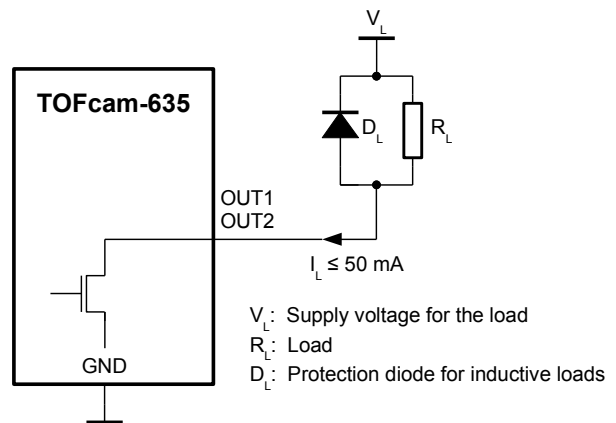 V_L
TOFcam-635
D_L
R_L
OUT1
OUT2
I_L ≤ 50 mA
V_L: Supply voltage for the load
R_L: Load
D_L: Protection diode for inductive loads
GND